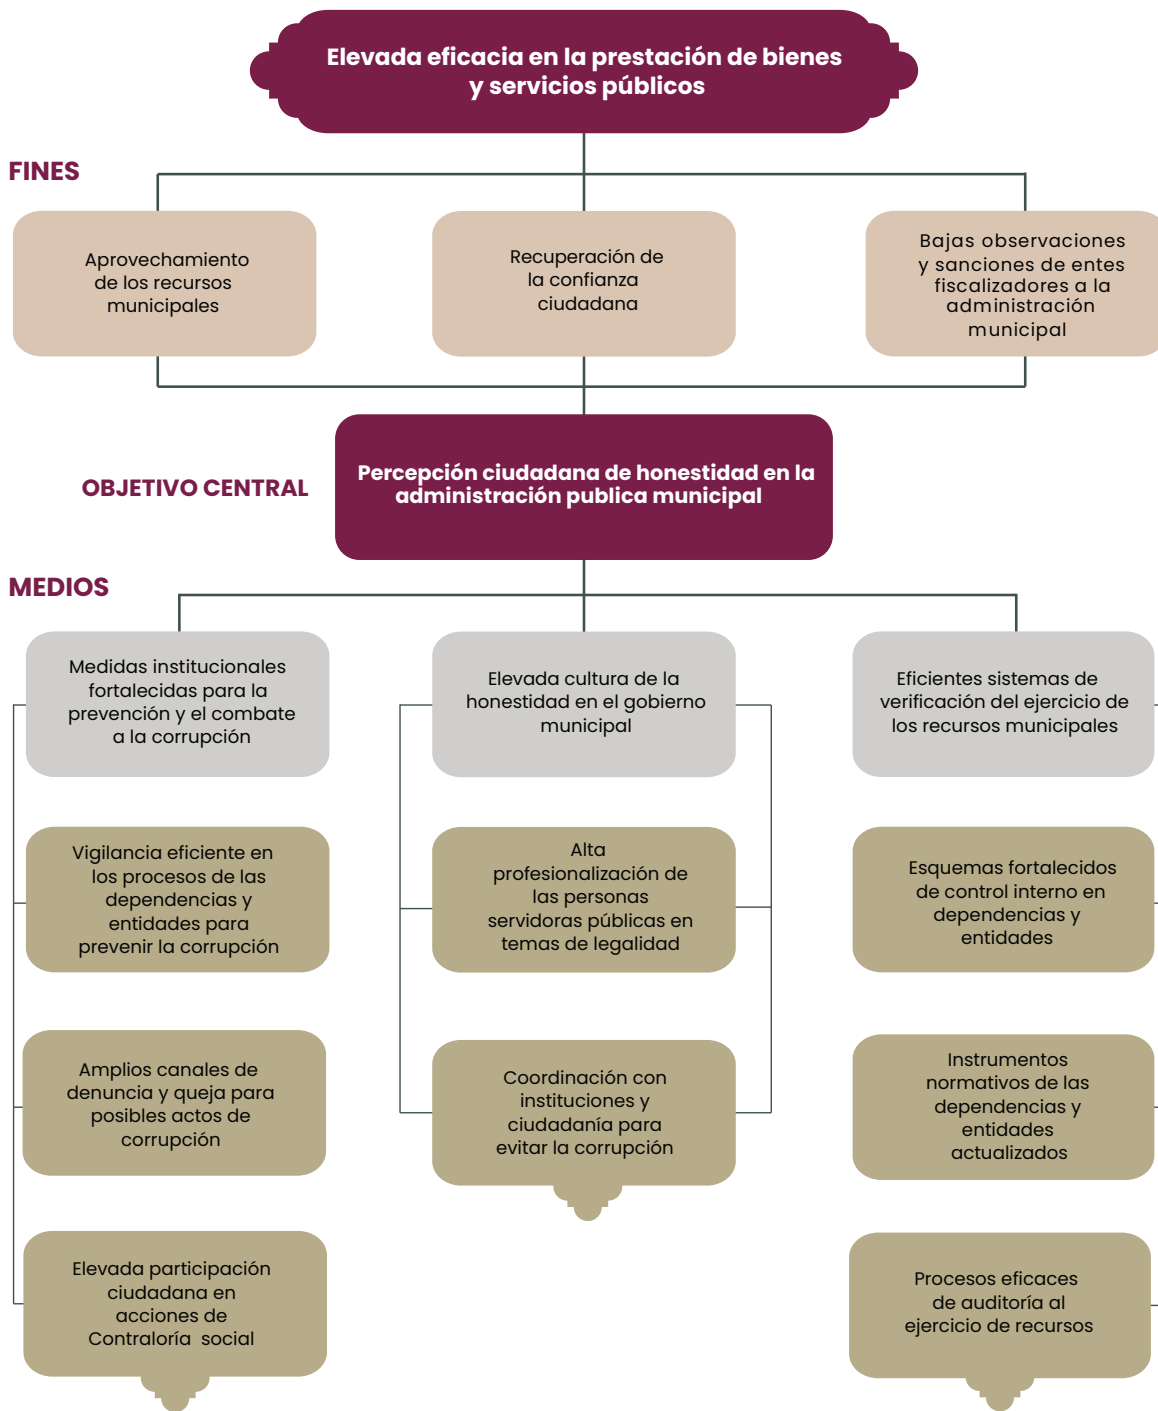 Elevada eficacia en la prestación de bienes
y servicios públicos
FINES
Aprovechamiento
de los recursos
municipales
Recuperación de
la confianza
ciudadana
Bajas observaciones
y sanciones de entes
fiscalizadores a la
administración
municipal
OBJETIVO CENTRAL
Percepción ciudadana de honestidad en la
administración publica municipal
MEDIOS
Medidas institucionales
fortalecidas para la
prevención y el combate
a la corrupción
Elevada cultura de la
honestidad en el gobierno
municipal
Eficientes sistemas de
verificación del ejercicio de
los recursos municipales
Vigilancia eficiente en
los procesos de las
dependencias y
entidades para
prevenir la corrupción
Alta
profesionalización de
las personas
servidoras públicas en
temas de legalidad
Esquemas fortalecidos
de control interno en
dependencias y
entidades
Amplios canales de
denuncia y queja para
posibles actos de
corrupción
Coordinación con
instituciones y
ciudadanía para
evitar la corrupción
Instrumentos
normativos de las
dependencias y
entidades
actualizados
Elevada participación
ciudadana en
acciones de
Contraloría social
Procesos eficaces
de auditoría al
ejercicio de recursos